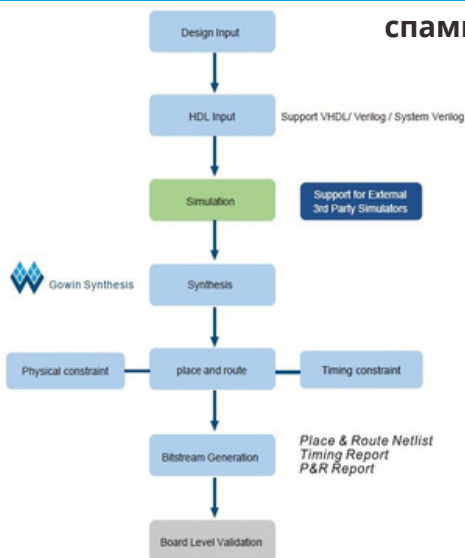 спами
Design Input
HDL Input
Support VHDL/ Verilog / System Verilog
Simulation
Support for External
3rd Party Simulators
Gowin Synthesis
Synthesis
Physical constraint
place and route
Timing constraint
Bitstream Generation
Place & Route Netlist
Timing Report
P&R Report
Board Level Validation